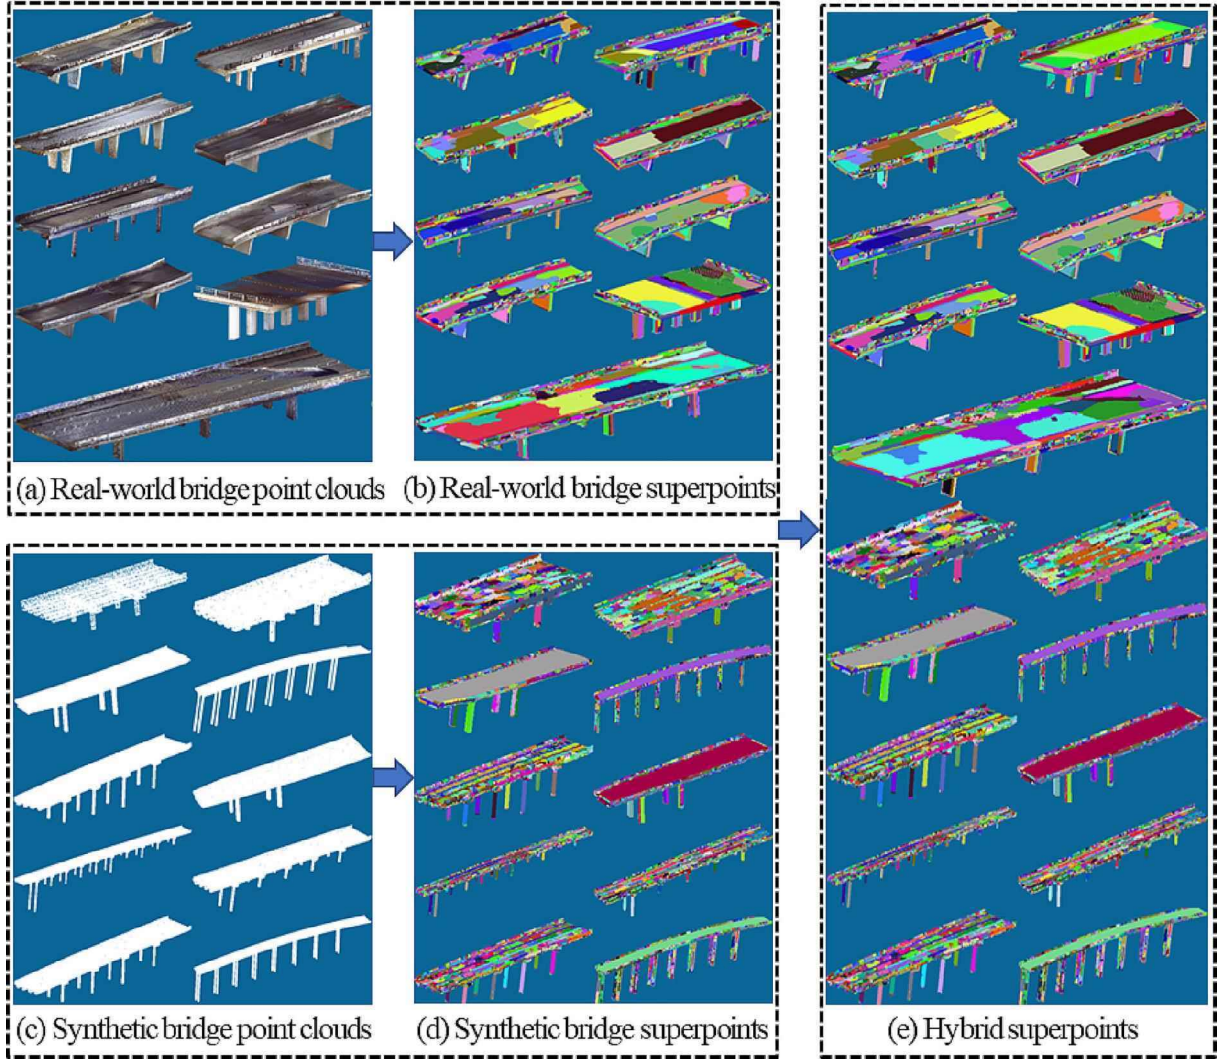 (a) Real-world bridge point clouds
(b) Real-world bridge superpoints
(c) Synthetic bridge point clouds
(d) Synthetic bridge superpoints
(e) Hybrid superpoints